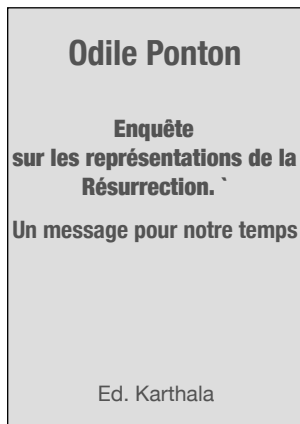 Odile Ponton
Enquête
sur les représentations de la
Résurrection. `
Un message pour notre temps
Ed. Karthala